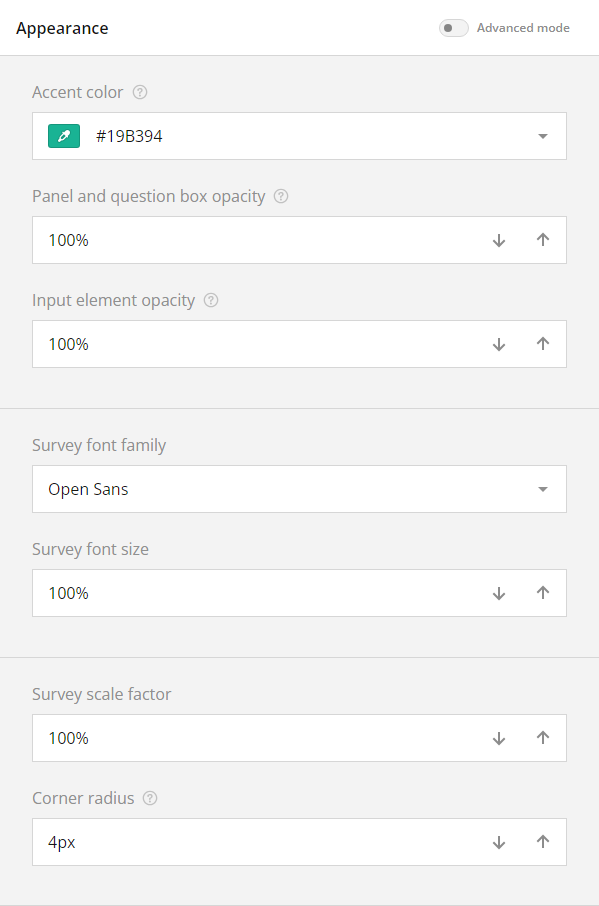 Appearance
Advanced mode
Accent color ?
#19B394
Panel and question box opacity ?
100%
Input element opacity ?
100%
Survey font family
Open Sans
Survey font size
100%
Survey scale factor
100%
Corner radius ?
4px